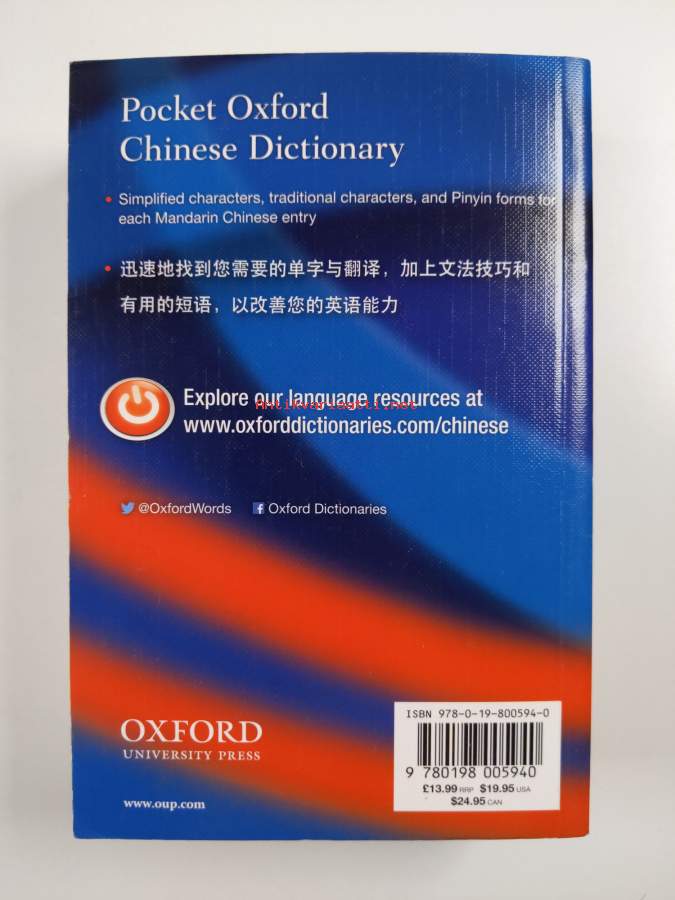 Pocket Oxford
Chinese Dictionary
• Simplified characters, traditional characters, and Pinyin forms for
each Mandarin Chinese entry
• 迅速地找到您需要的单字与翻译，加上文法技巧和
有用的短语，以改善您的英语能力
Explore our language resources at
Antikvariaatti.net
www.oxforddictionaries.com/chinese
@OxfordWords f Oxford Dictionaries
OXFORD
UNIVERSITY PRESS
www.oup.com
ISBN 978-0-19-800594-0
9 780198 005940
£13.99 RRP $19.95 USA
$24.95 CAN